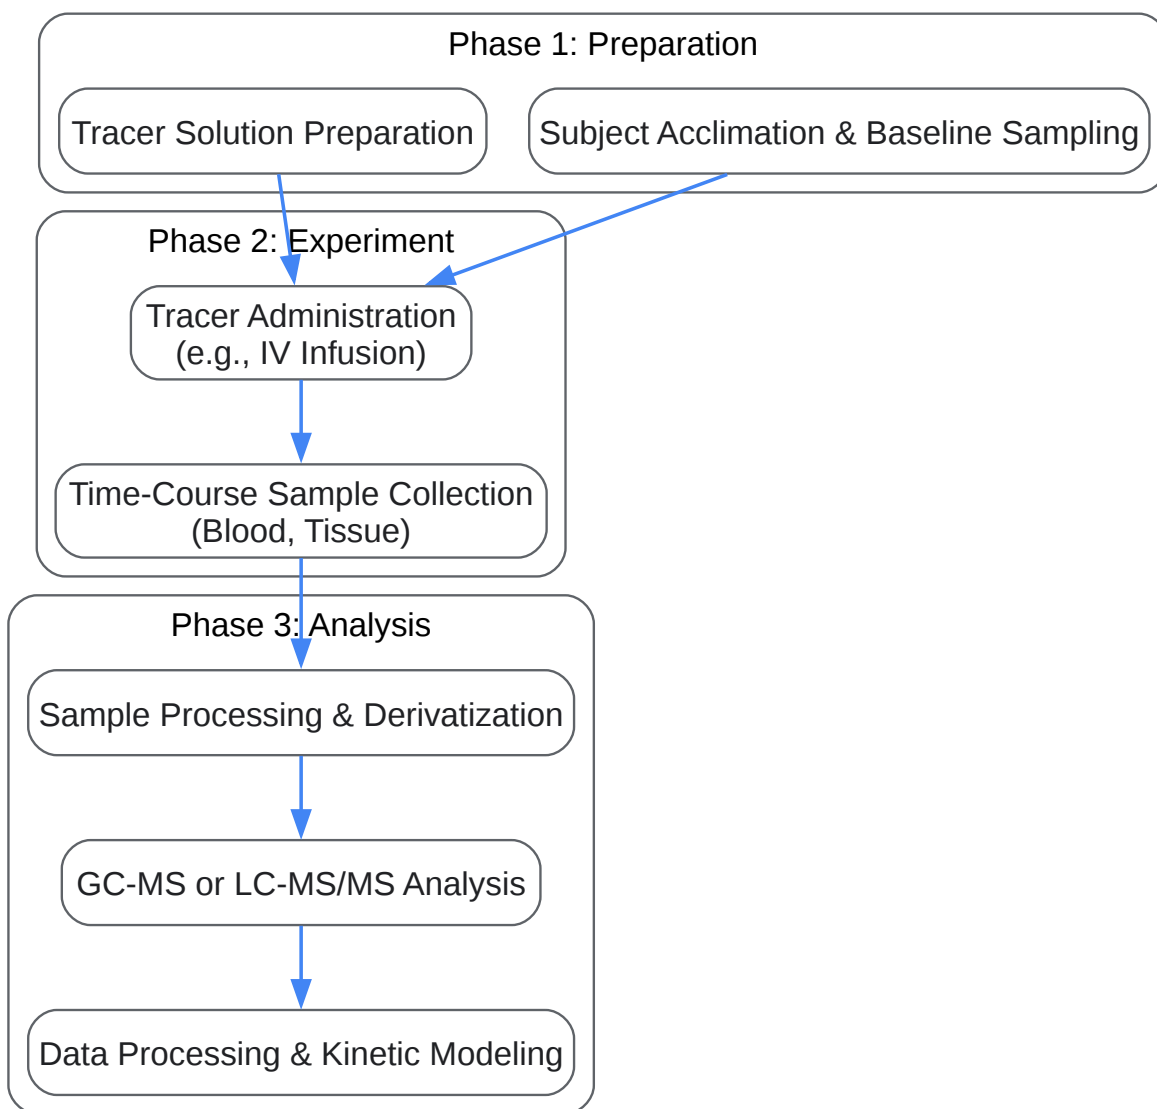 Phase 1: Preparation
Tracer Solution Preparation
Subject Acclimation & Baseline Sampling
Phase 2: Experiment
Tracer Administration
(e.g., IV Infusion)
Time-Course Sample Collection
(Blood, Tissue)
Phase 3: Analysis
Sample Processing & Derivatization
GC-MS or LC-MS/MS Analysis
Data Processing & Kinetic Modeling